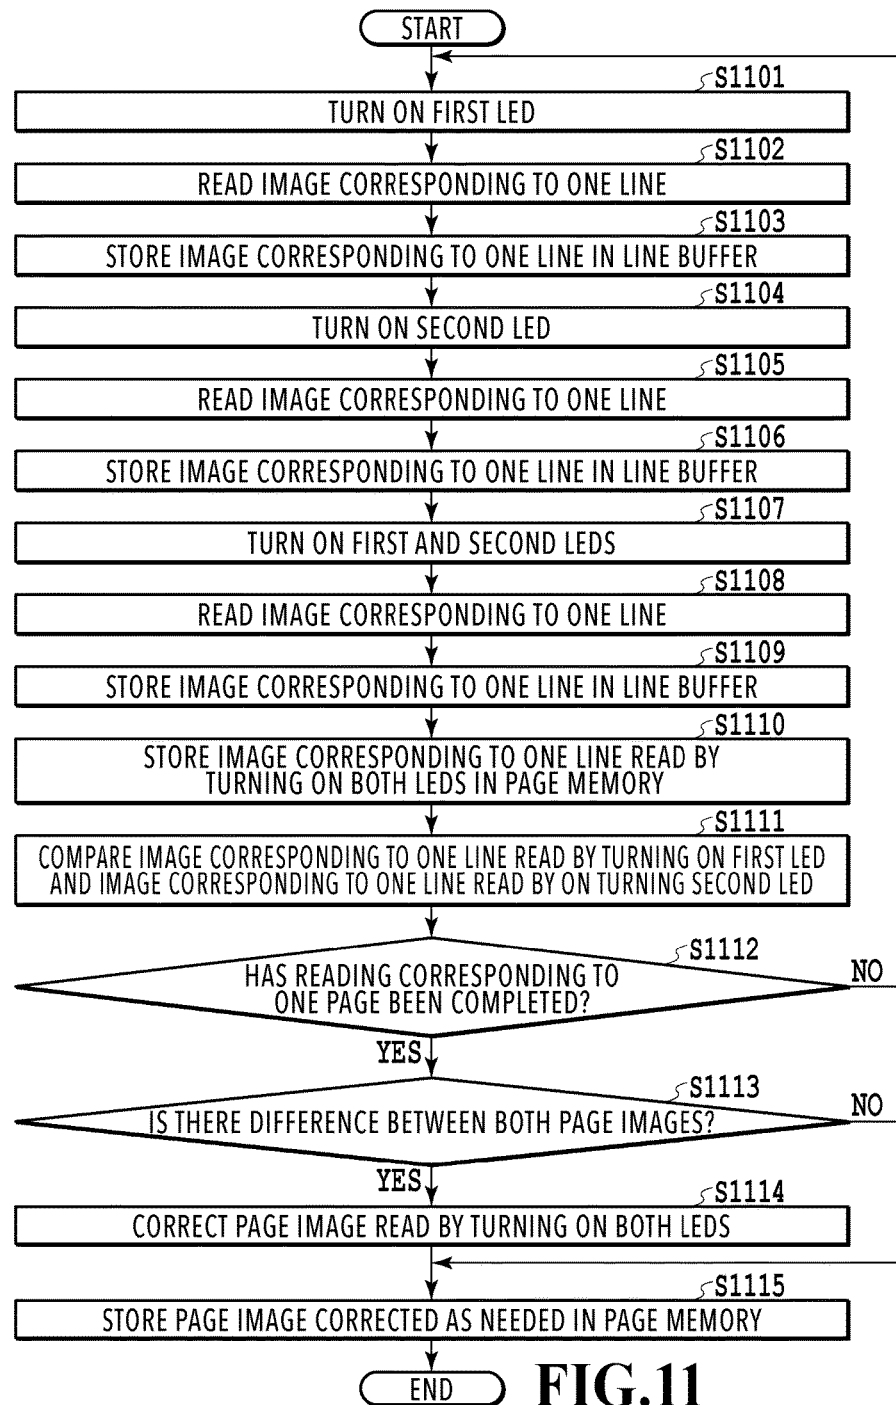 START
S1101
TURN ON FIRST LED
S1102
READ IMAGE CORRESPONDING TO ONE LINE
S1103
STORE IMAGE CORRESPONDING TO ONE LINE IN LINE BUFFER
S1104
TURN ON SECOND LED
S1105
READ IMAGE CORRESPONDING TO ONE LINE
S1106
STORE IMAGE CORRESPONDING TO ONE LINE IN LINE BUFFER
S1107
TURN ON FIRST AND SECOND LEDS
S1108
READ IMAGE CORRESPONDING TO ONE LINE
S1109
STORE IMAGE CORRESPONDING TO ONE LINE IN LINE BUFFER
S1110
STORE IMAGE CORRESPONDING TO ONE LINE READ BY
TURNING ON BOTH LEDS IN PAGE MEMORY
S1111
COMPARE IMAGE CORRESPONDING TO ONE LINE READ BY TURNING ON FIRST LED
AND IMAGE CORRESPONDING TO ONE LINE READ BY ON TURNING SECOND LED
S1112
HAS READING CORRESPONDING TO
ONE PAGE BEEN COMPLETED?
NO
YES
S1113
IS THERE DIFFERENCE BETWEEN BOTH PAGE IMAGES?
NO
YES
S1114
CORRECT PAGE IMAGE READ BY TURNING ON BOTH LEDS
S1115
STORE PAGE IMAGE CORRECTED AS NEEDED IN PAGE MEMORY
END
FIG.11